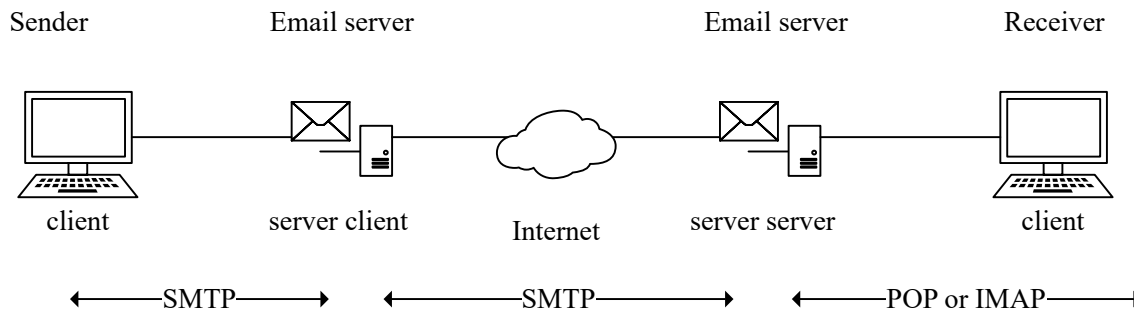 Sender
Email server
Email server
Receiver
client
server client
Internet
server server
client
SMTP
SMTP
POP or IMAP